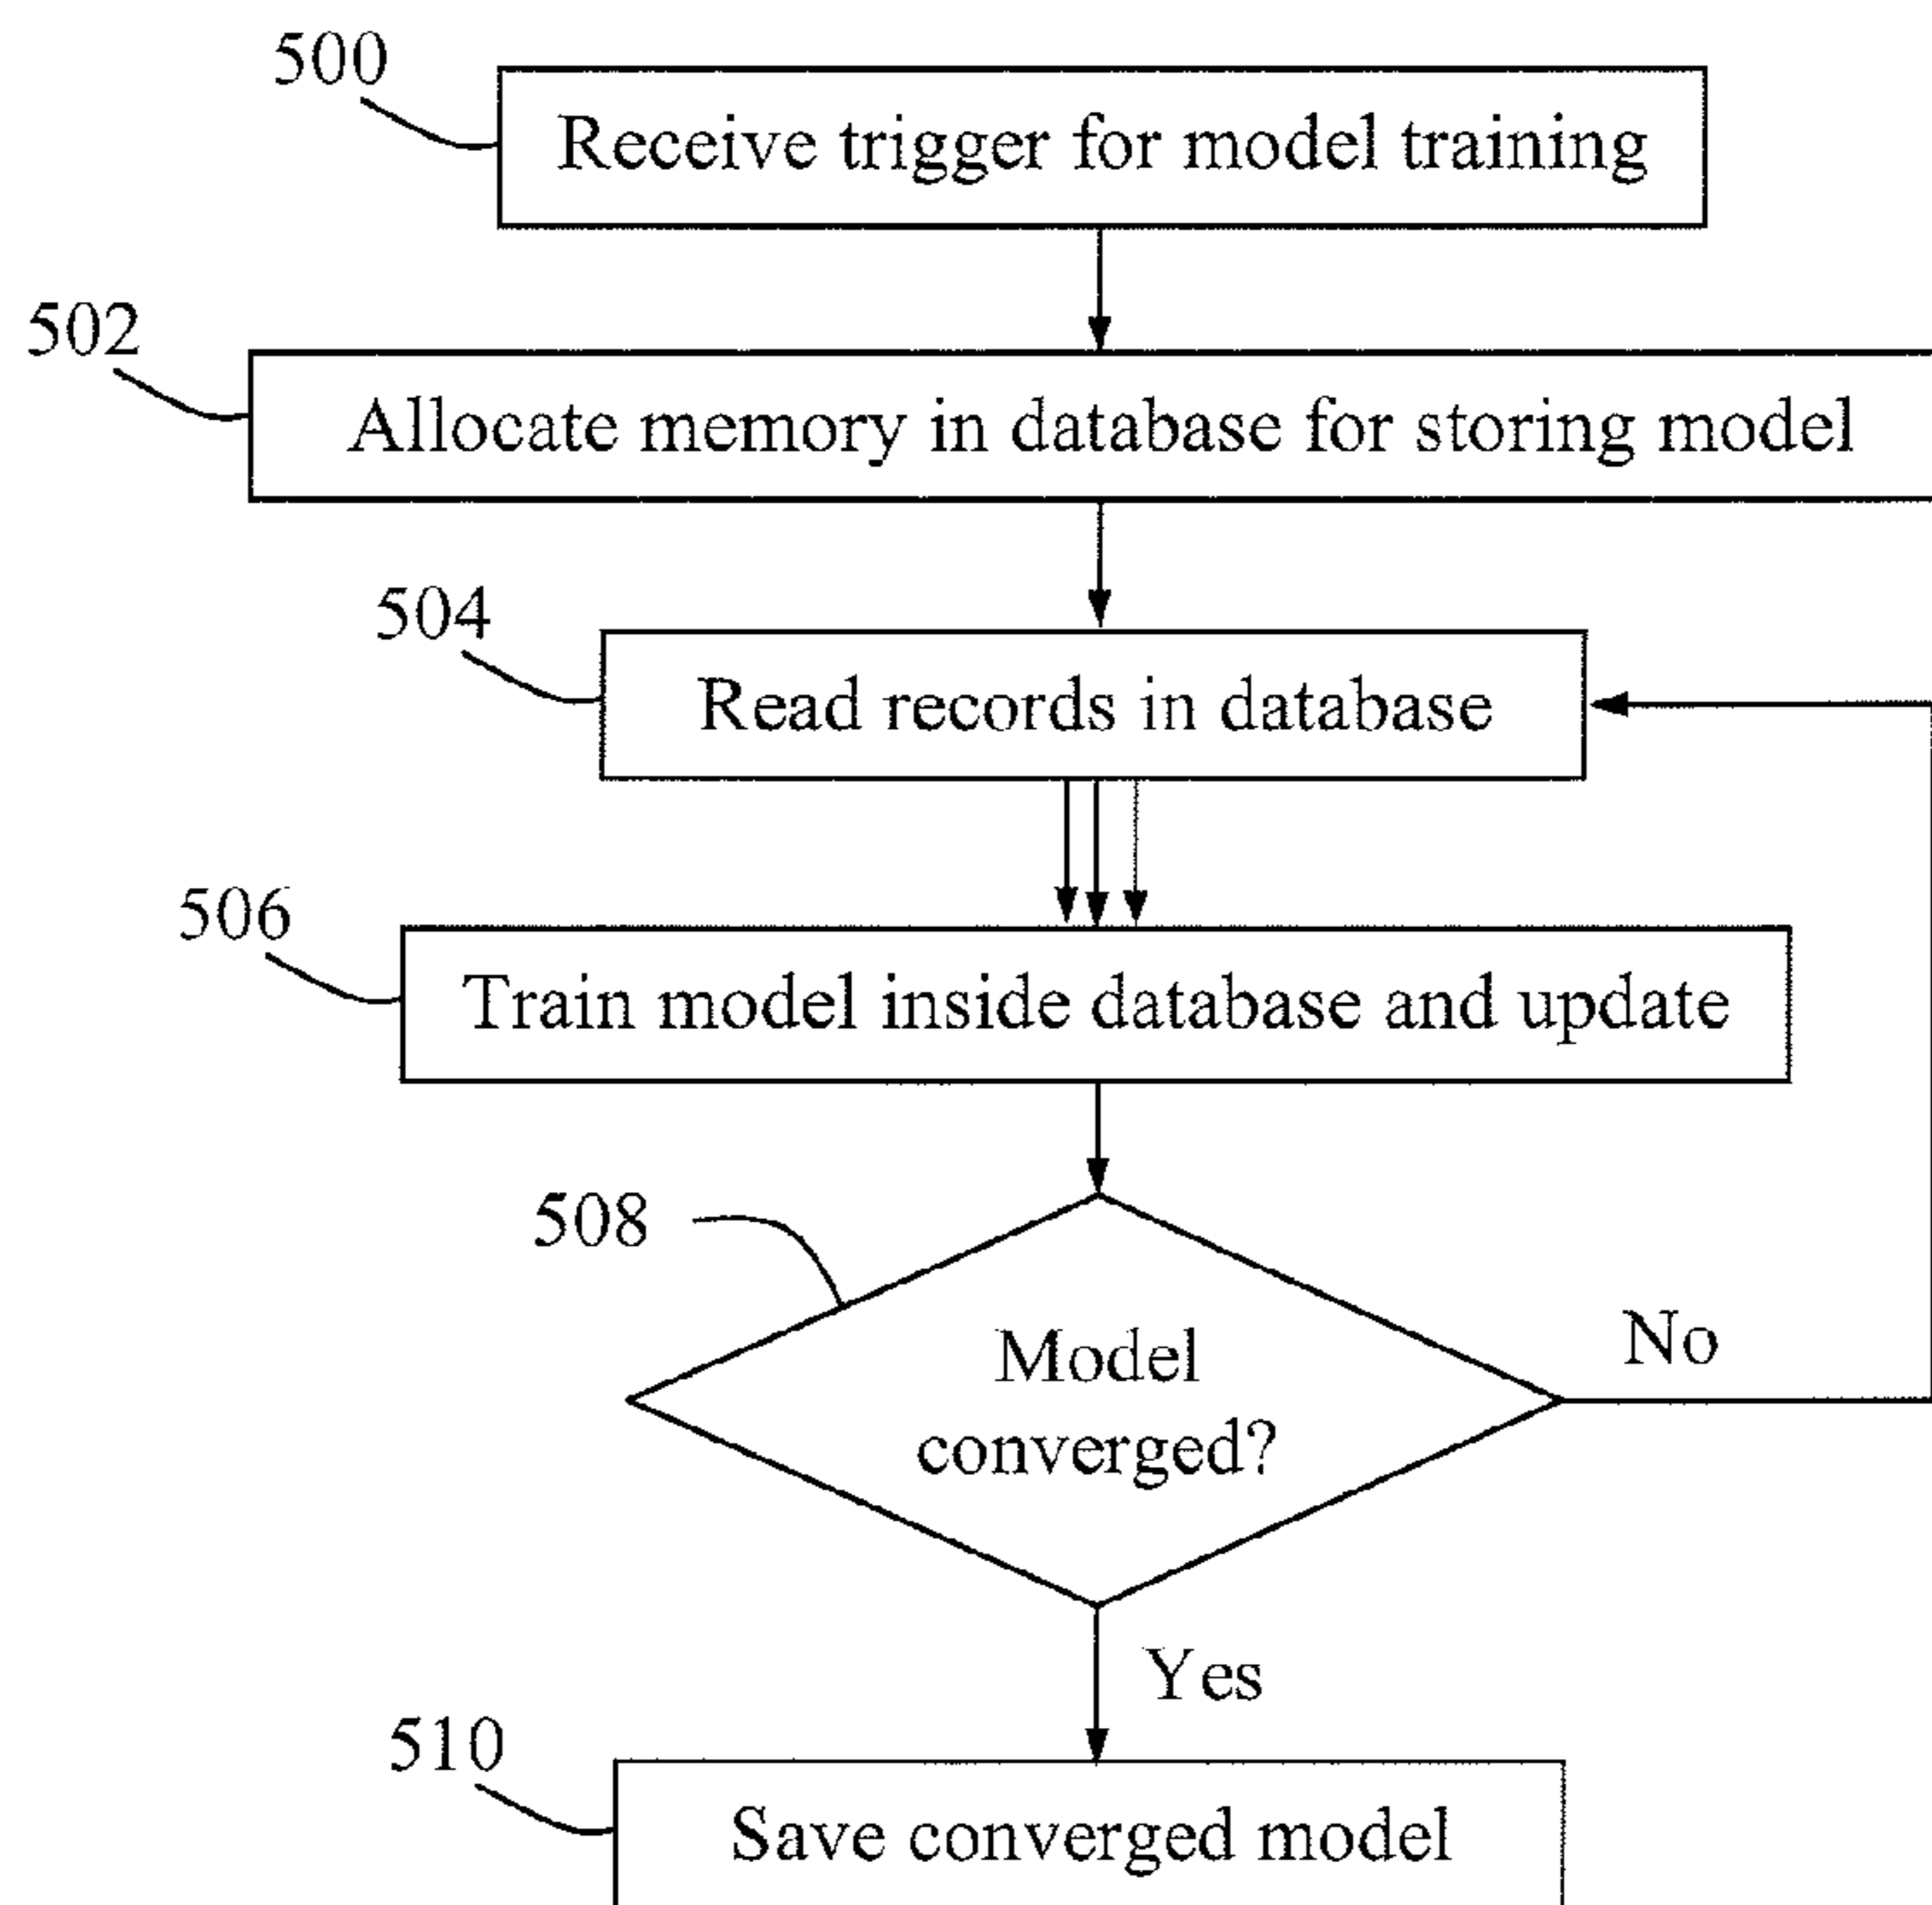 500
Receive trigger for model training
502
Allocate memory in database for storing model
504
Read records in database
506
Train model inside database and update
508
Model
converged?
No
Yes
510
Save converged model